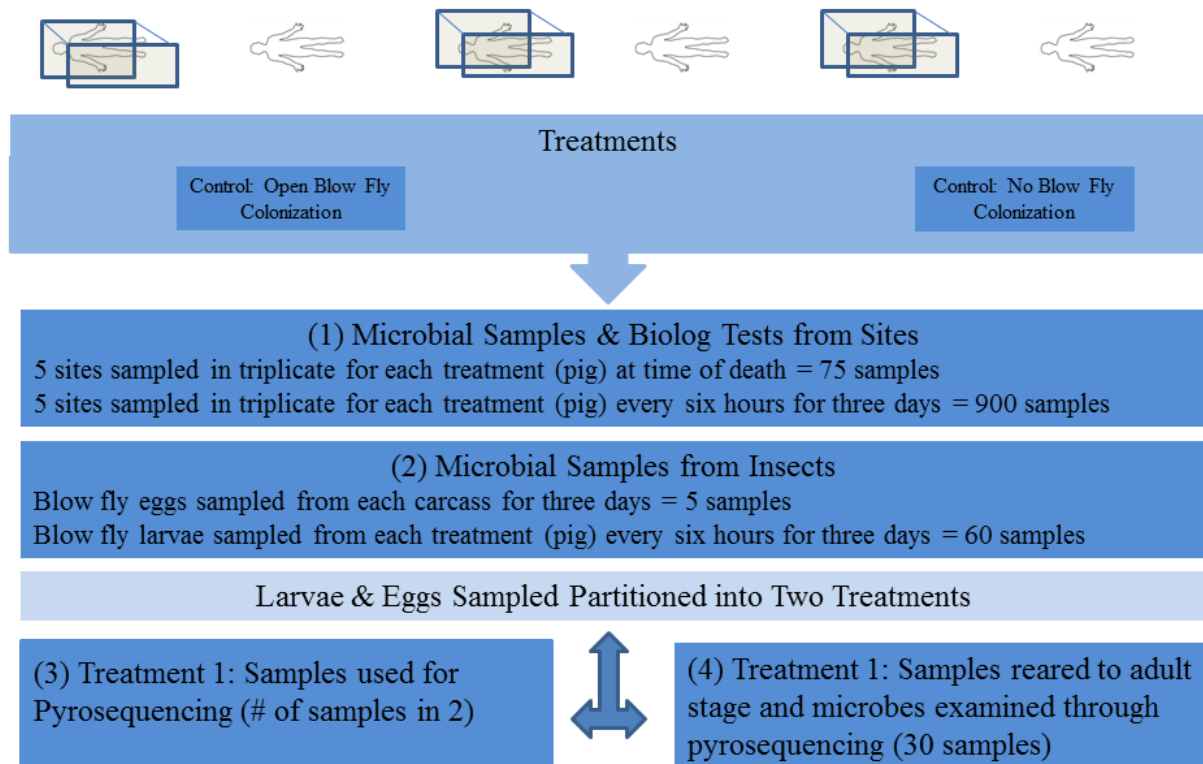 Treatments
Control: Open Blow Fly
Colonization
Control: No Blow Fly
Colonization
(1) Microbial Samples & Biolog Tests from Sites
5 sites sampled in triplicate for each treatment (pig) at time of death = 75 samples
5 sites sampled in triplicate for each treatment (pig) every six hours for three days = 900 samples
(2) Microbial Samples from Insects
Blow fly eggs sampled from each carcass for three days = 5 samples
Blow fly larvae sampled from each treatment (pig) every six hours for three days = 60 samples
Larvae & Eggs Sampled Partitioned into Two Treatments
(3) Treatment 1: Samples used for
Pyrosequencing (# of samples in 2)
(4) Treatment 1: Samples reared to adult
stage and microbes examined through
pyrosequencing (30 samples)